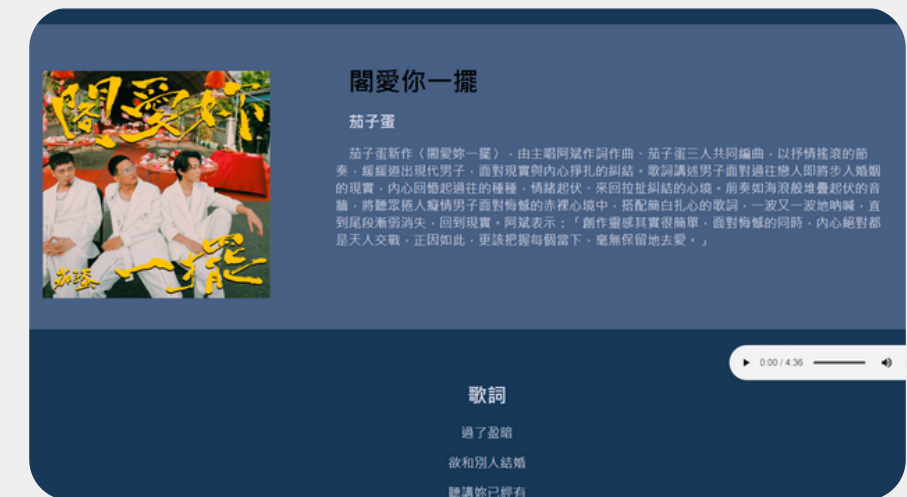 閣愛妳
一擺
茄子蛋
閣愛你一擺
茄子蛋
茄子蛋新作〈閣愛妳一擺〉，由主唱阿斌作詞作曲、茄子蛋三人共同編曲，以抒情搖滾的節
奏，緩緩道出現代男子，面對現實與內心掙扎的糾結。歌詞講述男子面對過往戀人即將步入婚姻
的現實，內心回憶起過往的種種，情緒起伏、來回拉扯糾結的心境。前奏如海浪般堆疊起伏的音
牆，將聽眾捲入癡情男子面對悔憾的赤裸心境中，搭配簡白扎心的歌詞，一波又一波地吶喊，直
到尾段漸弱消失，回到現實。阿斌表示：「創作靈感其實很簡單，面對悔憾的同時，內心絕對都
是天人交戰，正因如此，更該把握每個當下，毫無保留地去愛。」
0:00 / 4:36
歌詞
過了盈暗
欲和別人結婚
聽講妳已經有